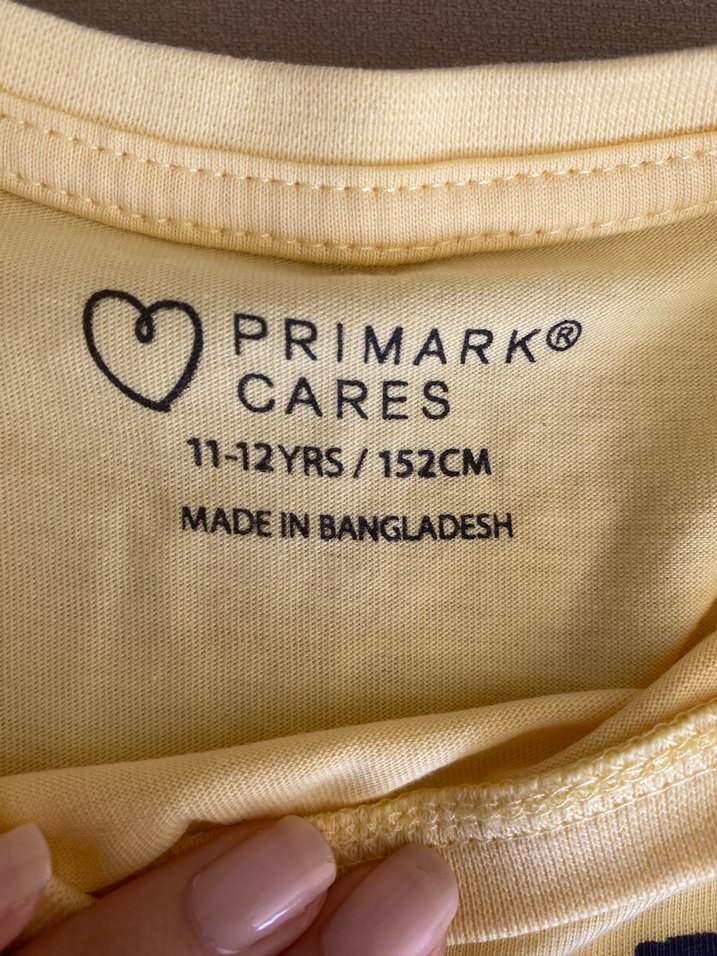 PRIMARK®
CARES
11-12YRS / 152CM
MADE IN BANGLADESH